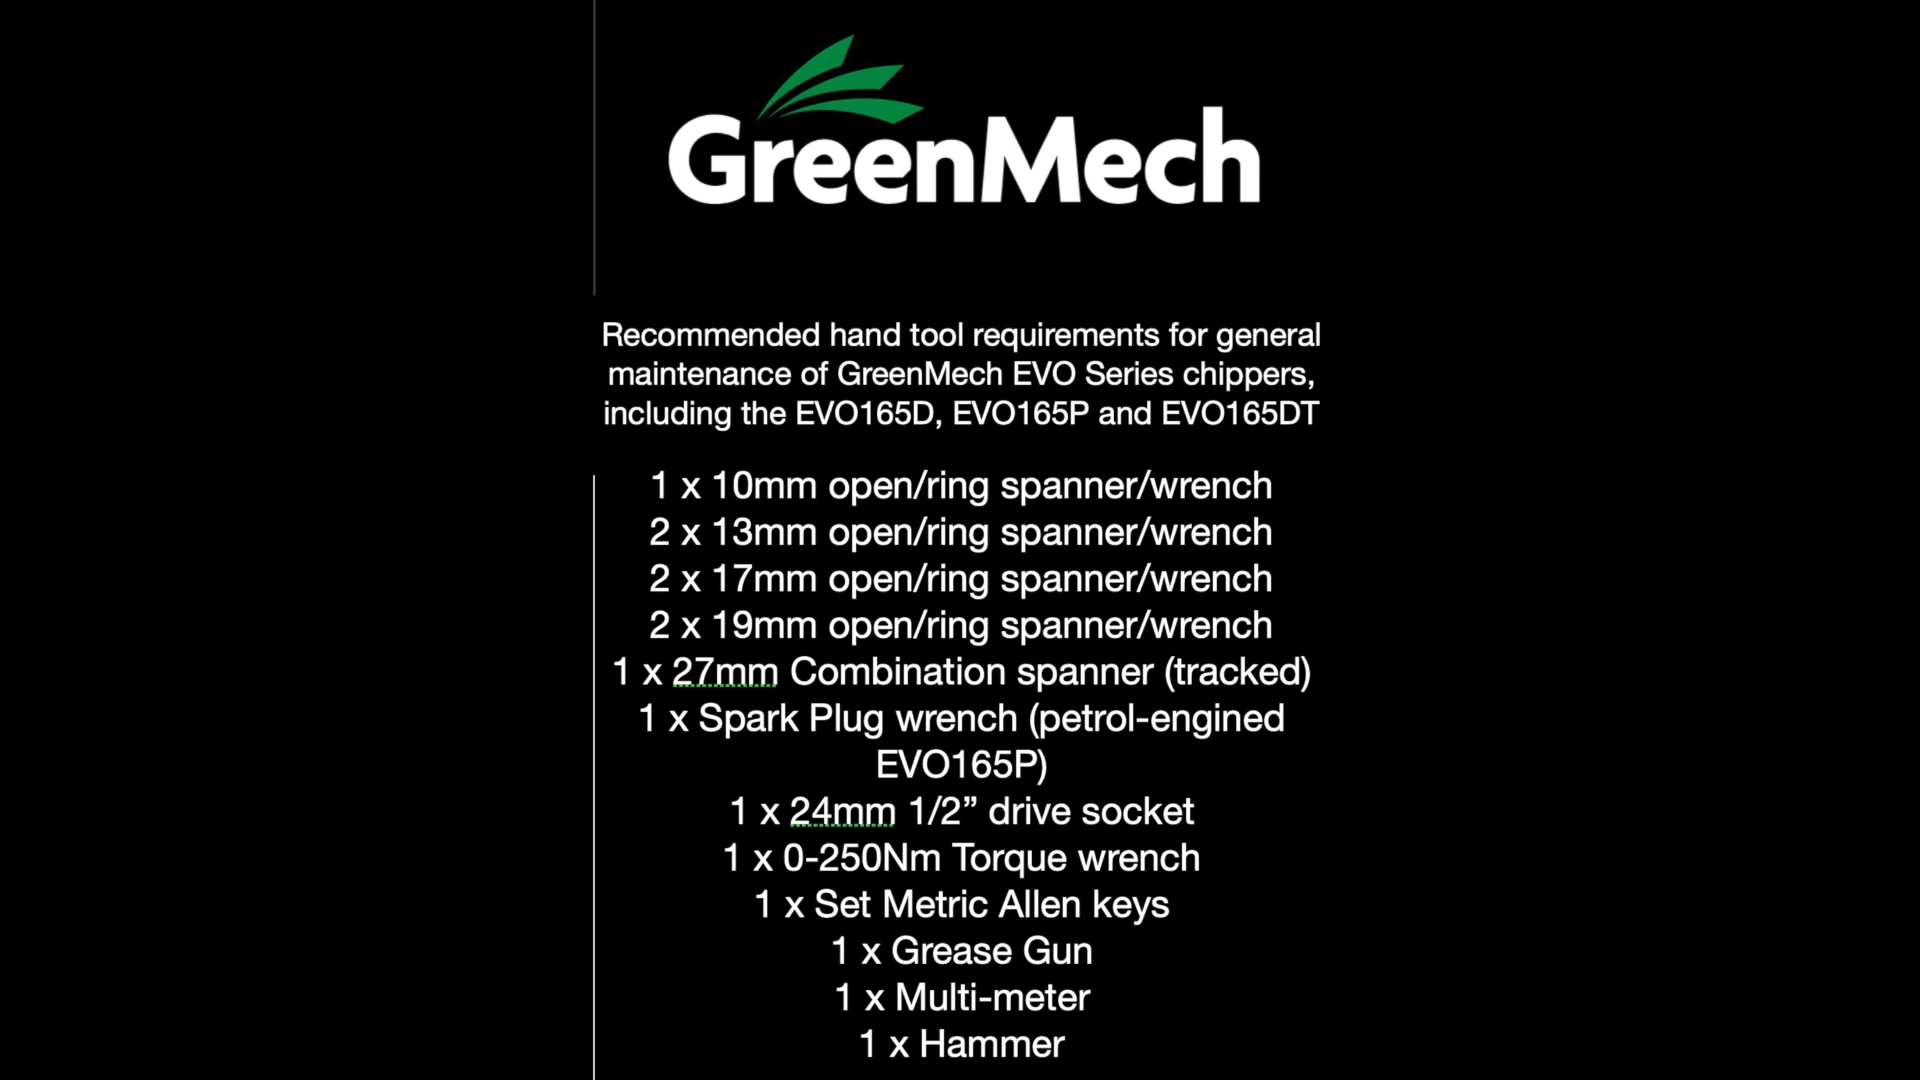 GreenMech
Recommended hand tool requirements for general
maintenance of GreenMech EVO Series chippers,
including the EVO165D, EVO165P and EVO165DT
1 x 10mm open/ring spanner/wrench
2 x 13mm open/ring spanner/wrench
2 x 17mm open/ring spanner/wrench
2 x 19mm open/ring spanner/wrench
1 x 27mm Combination spanner (tracked)
1 x Spark Plug wrench (petrol-engined
EVO165P)
1 x 24mm 1/2” drive socket
1 x 0-250Nm Torque wrench
1 x Set Metric Allen keys
1 x Grease Gun
1 x Multi-meter
1 x Hammer